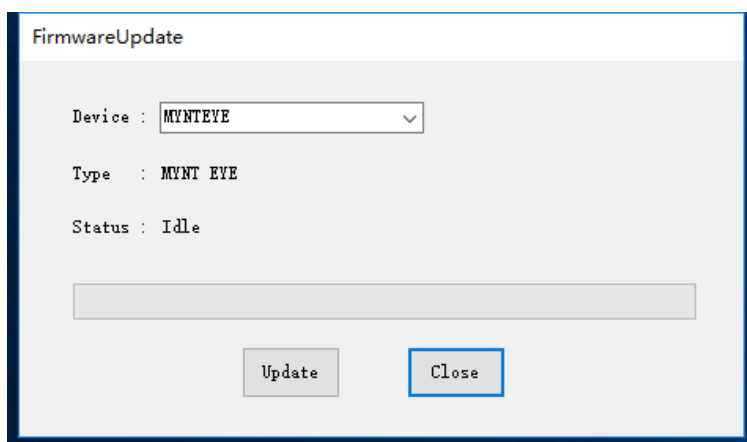 FirmwareUpdate
Device : MYNTEYE
Type : MYNT EYE
Status : Idle
Update Close